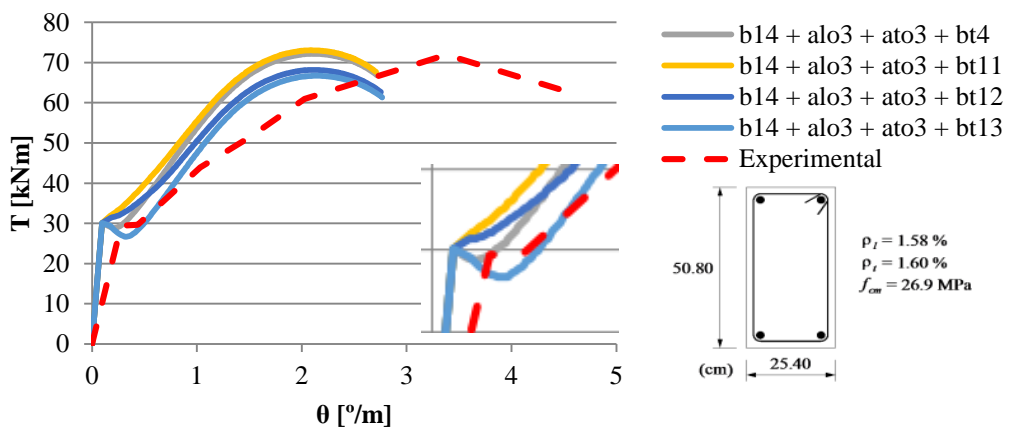 T [kNm]
80
70
60
50
40
30
20
10
0
0 1 2 3 4 5
θ [º/m]
b14 + alo3 + ato3 + bt4
b14 + alo3 + ato3 + bt11
b14 + alo3 + ato3 + bt12
b14 + alo3 + ato3 + bt13
Experimental
50.80
(cm)
25.40
ρl = 1.58 %
ρt = 1.60 %
fcm = 26.9 MPa